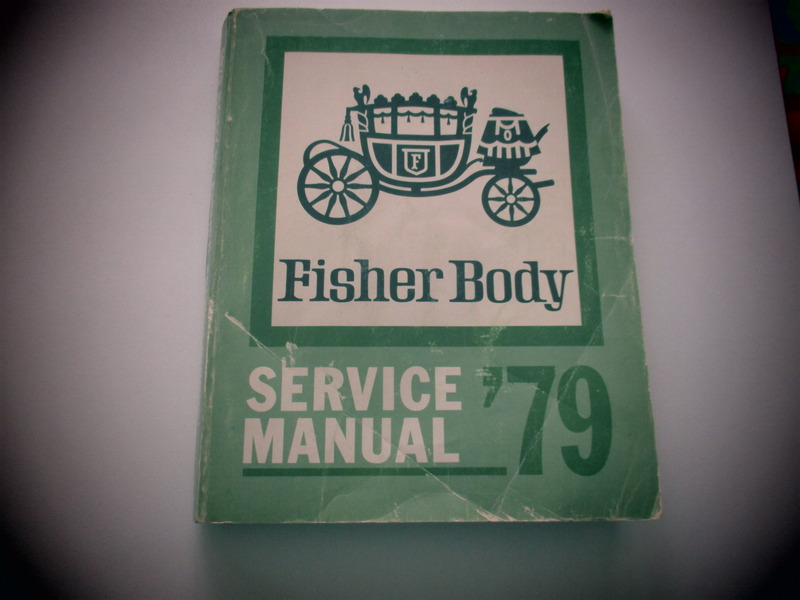 F
Fisher Body
SERVICE
MANUAL
'79